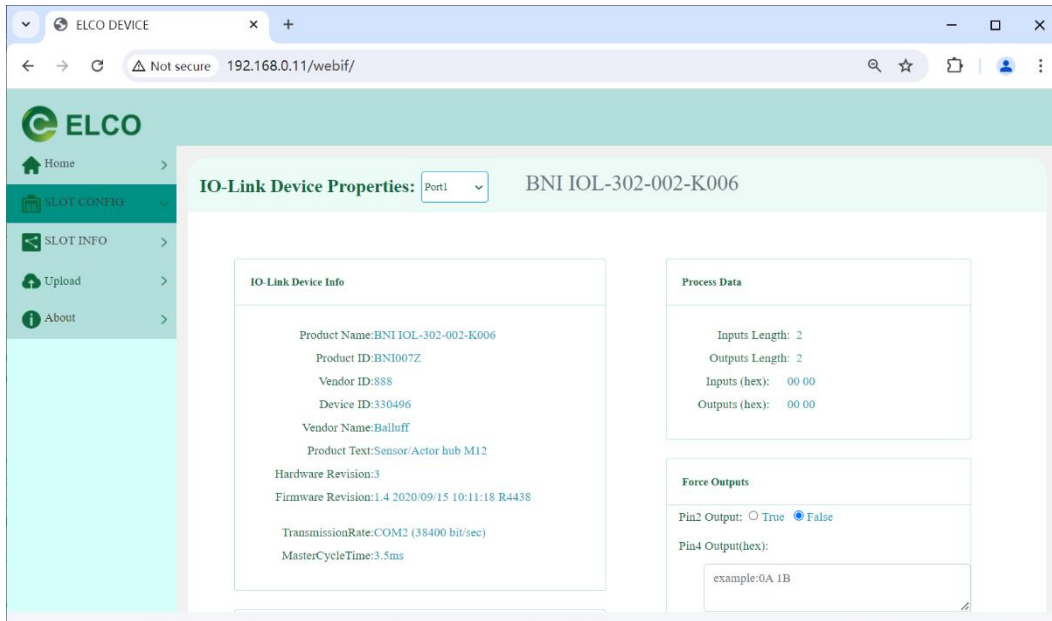 ELCO DEVICE
Not secure 192.168.0.11/webif/
ELCO
Home
SLOT CONFIG
SLOT INFO
Upload
About
IO-Link Device Properties: Port1 BNI IOL-302-002-K006
IO-Link Device Info
Product Name:BNI IOL-302-002-K006
Product ID:BNI007Z
Vendor ID:888
Device ID:330496
Vendor Name:Balluff
Product Text:Sensor/Actor hub M12
Hardware Revision:3
Firmware Revision:1.4 2020/09/15 10:11:18 R4438
TransmissionRate:COM2 (38400 bit/sec)
MasterCycleTime:3.5ms
Process Data
Inputs Length: 2
Outputs Length: 2
Inputs (hex): 00 00
Outputs (hex): 00 00
Force Outputs
Pin2 Output: True False
Pin4 Output(hex):
example:0A 1B